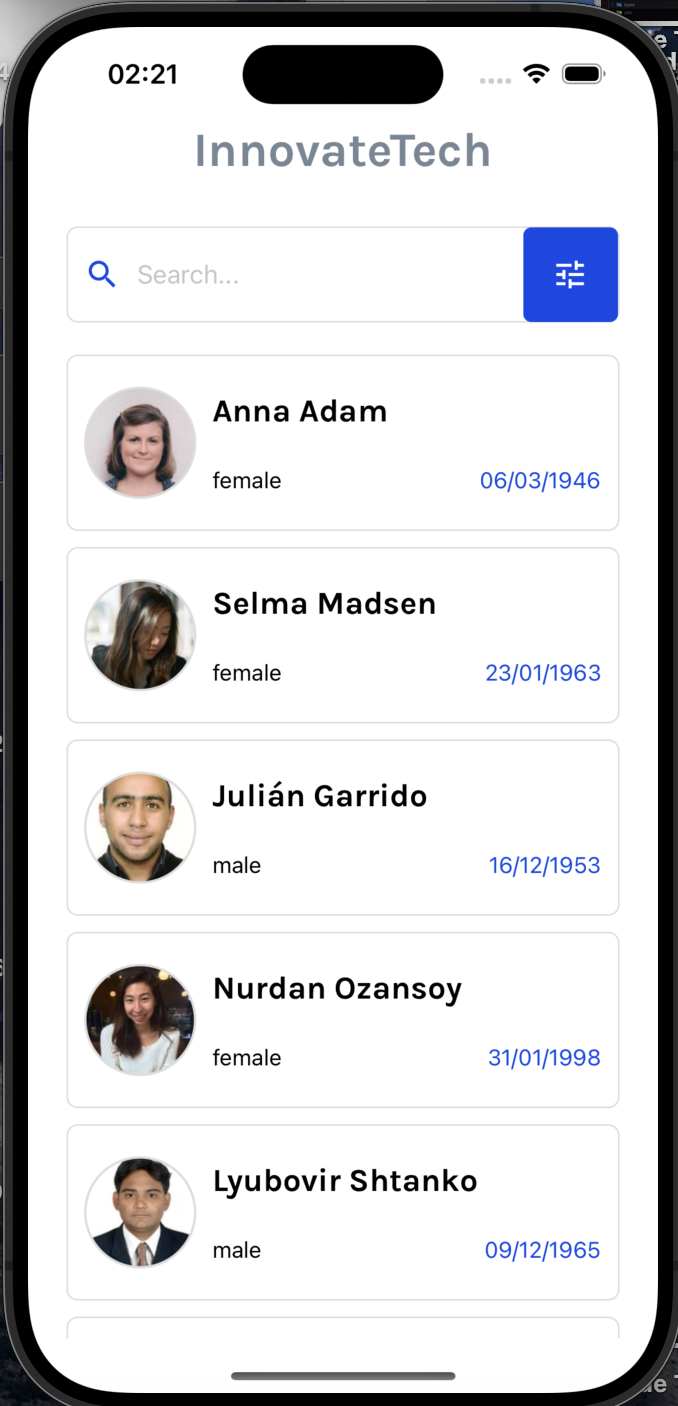 02:21
InnovateTech
Search...
Anna Adam
female 06/03/1946
Selma Madsen
female 23/01/1963
Julián Garrido
male 16/12/1953
Nurdan Ozansoy
female 31/01/1998
Lyubovir Shtanko
male 09/12/1965